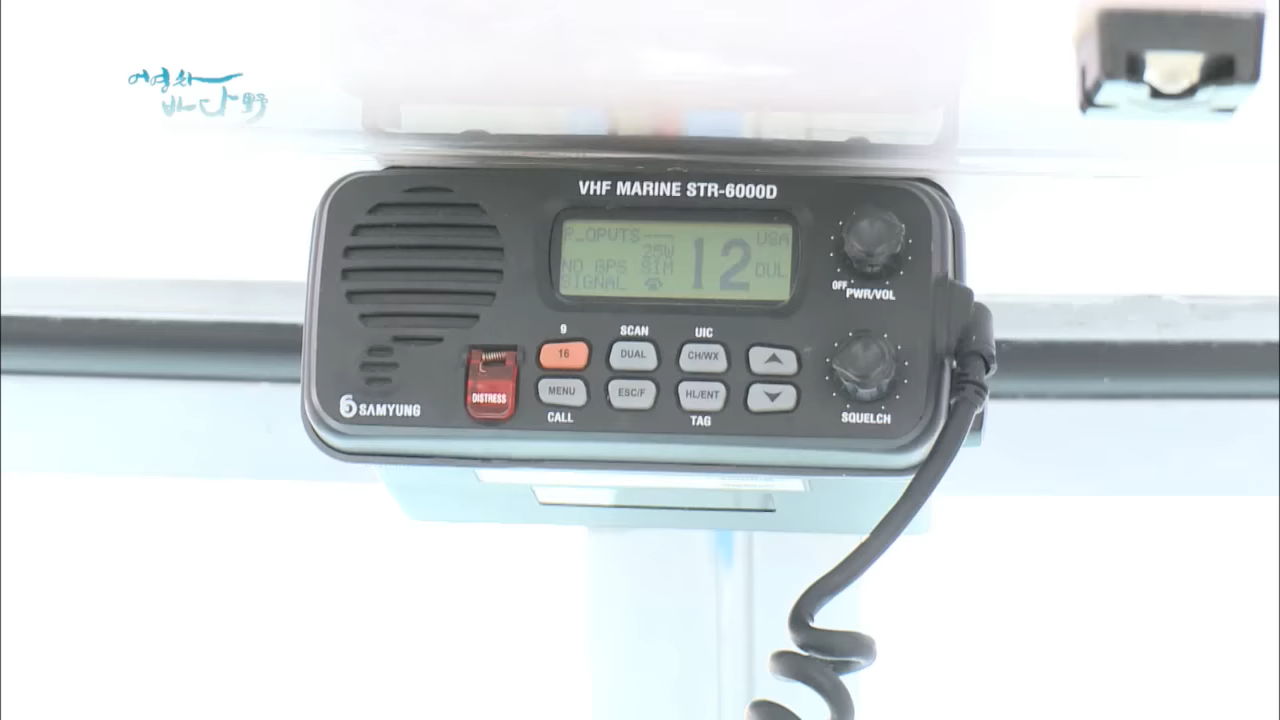 어영차
바다野
VHF MARINE STR-6000D
25W
NO GPS SIM
SIGNAL
12
DUL
OFF PWR/VOL
9
SCAN
UIC
16
DUAL
CH/WX
DISTRESS
MENU
ESC/F
HL/ENT
CALL
TAG
SQUELCH
SAMYUNG